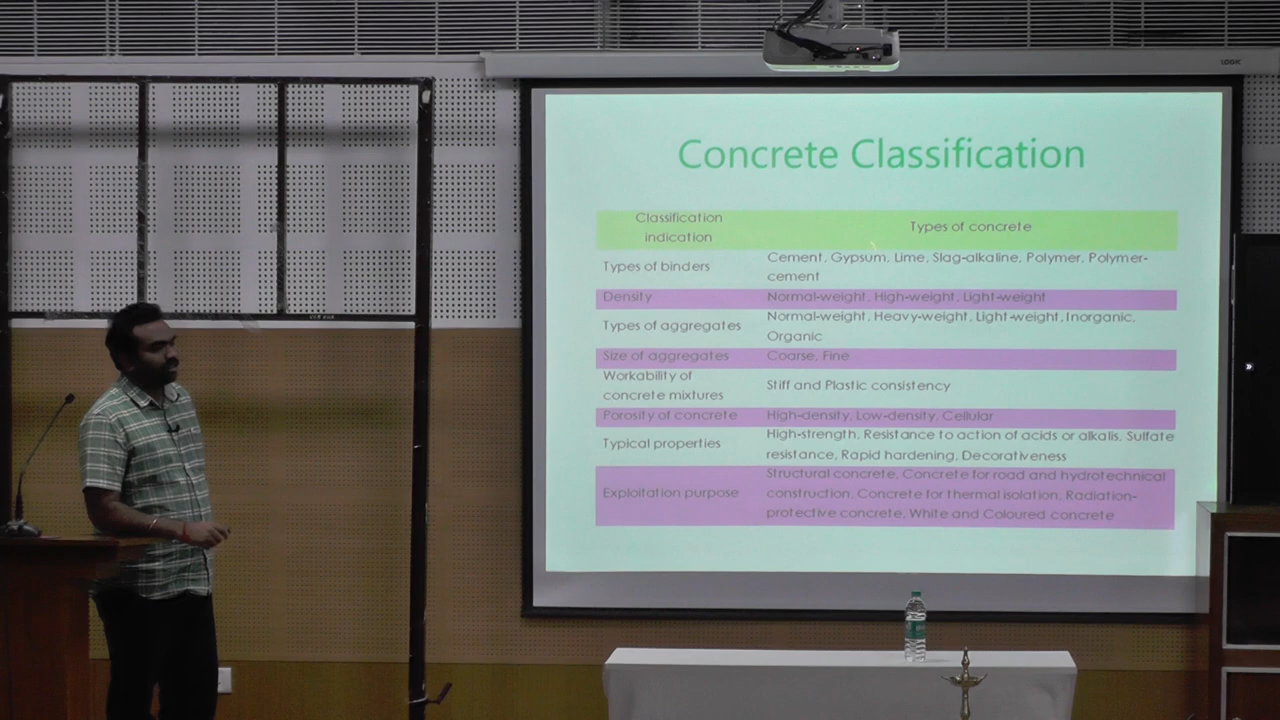 LOGIC
Concrete Classification
Classification
indication
Types of concrete
Types of binders
Cement, Gypsum, Lime, Slag-alkaline, Polymer, Polymer-
cement
Density
Normal-weight, High-weight, Light-weight
Types of aggregates
Normal-weight, Heavy-weight, Light-weight, Inorganic,
Organic
Size of aggregates
Coarse, Fine
Workability of
concrete mixtures
Stiff and Plastic consistency
Porosity of concrete
High-density, Low-density, Cellular
Typical properties
High-strength, Resistance to action of acids or alkalis, Sulfate
resistance, Rapid hardening, Decorativeness
Exploitation purpose
Structural concrete, Concrete for road and hydrotechnical
construction, Concrete for thermal isolation, Radiation-
protective concrete, White and Coloured concrete